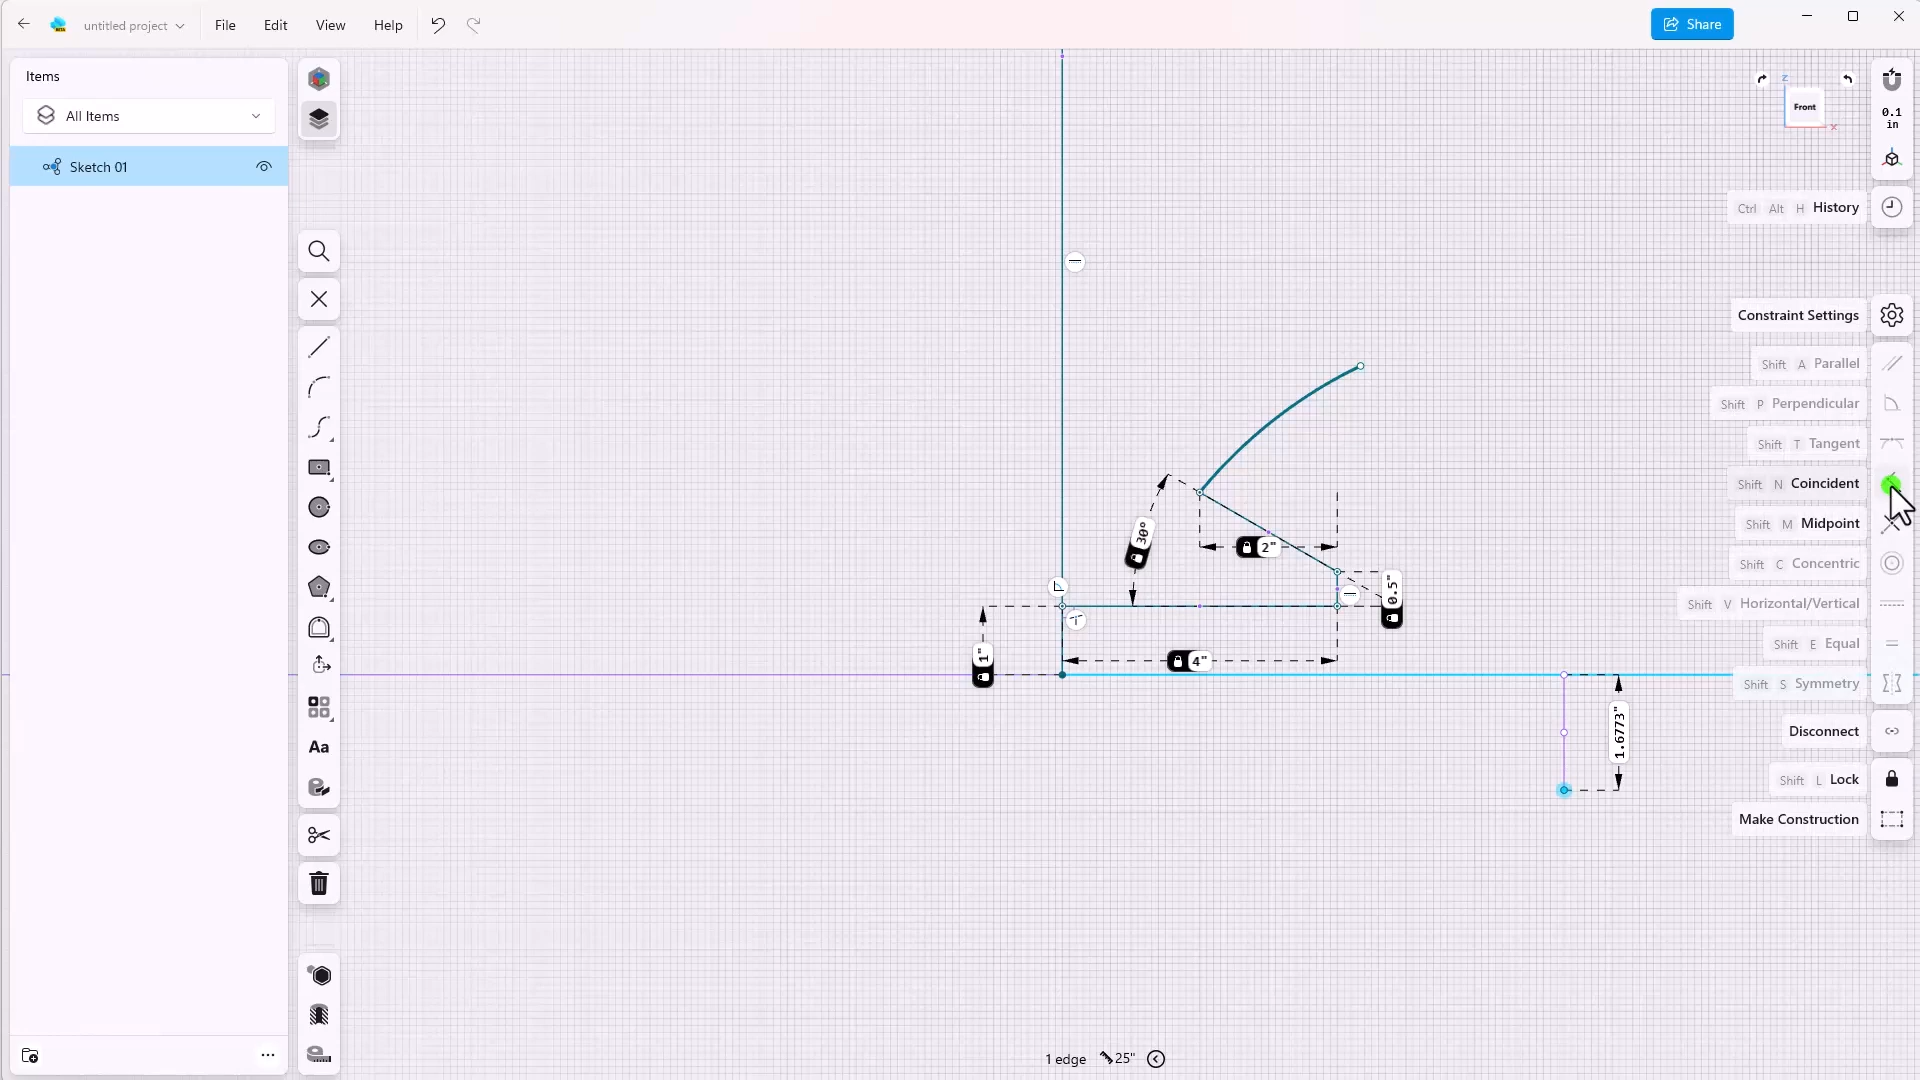 untitled project
File
Edit
View
Help
Share
Items
All Items
Sketch 01
Z
Front
X
0.1
in
Ctrl Alt H History
Constraint Settings
Shift A Parallel
Shift P Perpendicular
Shift T Tangent
Shift N Coincident
Shift M Midpoint
Shift C Concentric
Shift V Horizontal/Vertical
Shift E Equal
Shift S Symmetry
Disconnect
Shift L Lock
Make Construction
30°
2"
0.5"
1"
4"
1.6773"
Aa
1 edge
25"